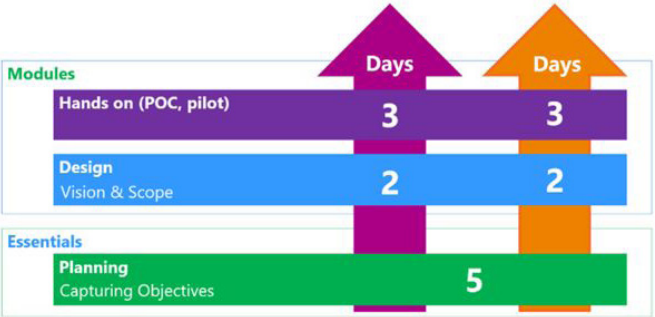 Days Days
Modules
Hands on (POC, pilot) 3 3
Design
Vision & Scope 2 2
Essentials
Planning
Capturing Objectives 5